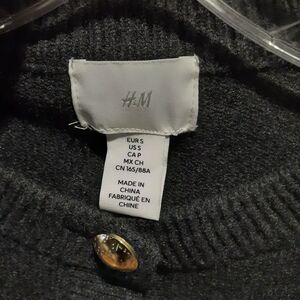 H&M
EUR S
US S
CA P
MX CH
CN 165/88A
MADE IN
CHINA
FABRIQUÉ EN
CHINE